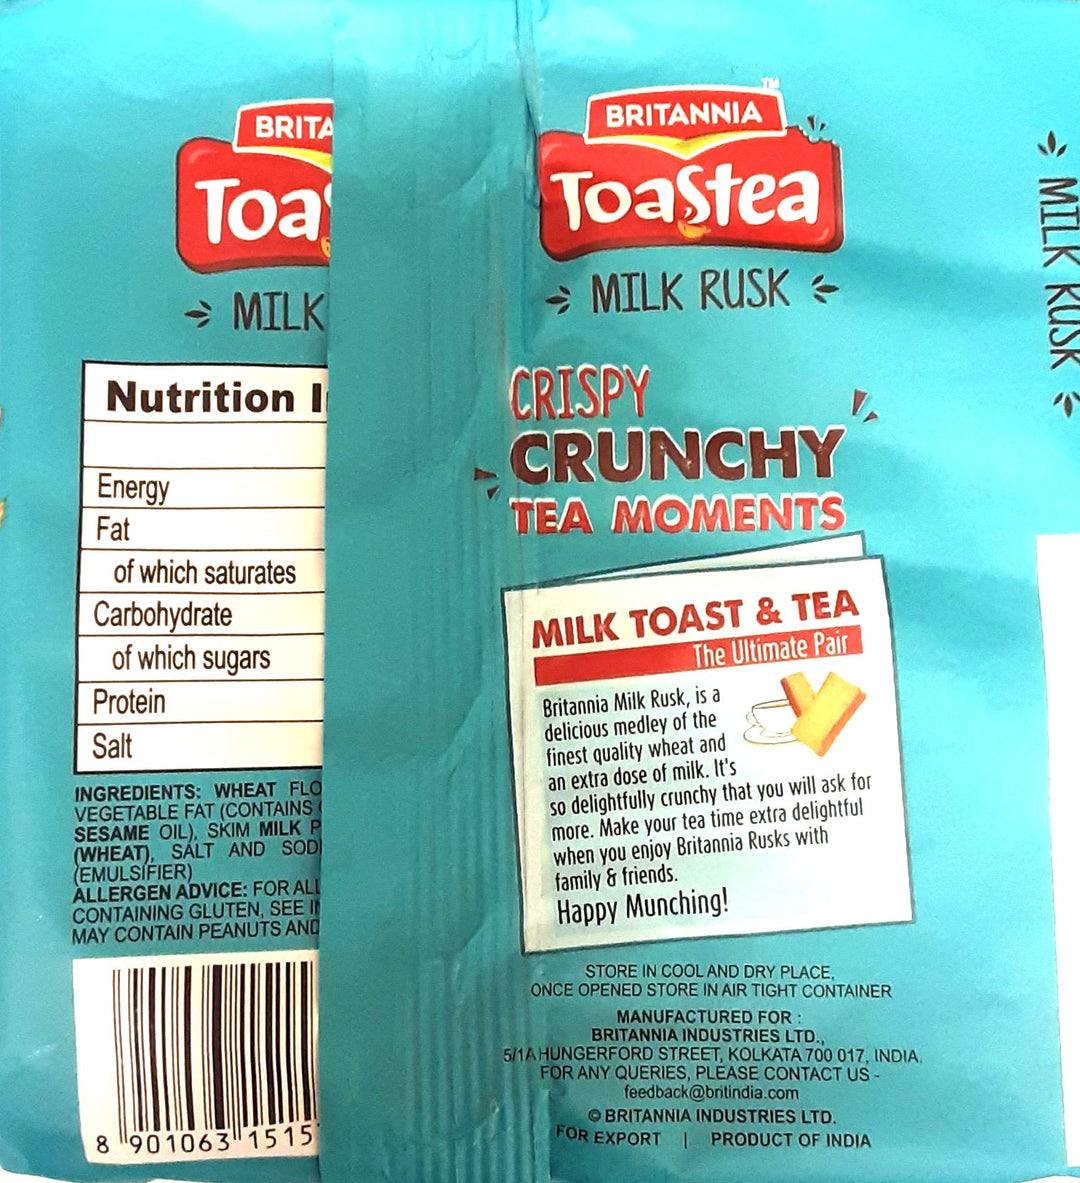 BRITA
Toa
MILK
Nutrition I
Energy
Fat
of which saturates
Carbohydrate
of which sugars
Protein
Salt
INGREDIENTS: WHEAT FLO
VEGETABLE FAT (CONTAINS
SESAME OIL), SKIM MILK P
(WHEAT), SALT AND SODI
(EMULSIFIER)
ALLERGEN ADVICE: FOR ALL
CONTAINING GLUTEN, SEE IN
MAY CONTAIN PEANUTS AND
8 901063 1515
BRITANNIA TM
Toastea
MILK RUSK
CRISPY
CRUNCHY
TEA MOMENTS
MILK TOAST & TEA
The Ultimate Pair
Britannia Milk Rusk, is a
delicious medley of the
finest quality wheat and
an extra dose of milk. It's
so delightfully crunchy that you will ask for
more. Make your tea time extra delightful
when you enjoy Britannia Rusks with
family & friends.
Happy Munching!
STORE IN COOL AND DRY PLACE,
ONCE OPENED STORE IN AIR TIGHT CONTAINER
MANUFACTURED FOR :
BRITANNIA INDUSTRIES LTD.,
5/1A HUNGERFORD STREET, KOLKATA 700 017, INDIA.
FOR ANY QUERIES, PLEASE CONTACT US -
feedback@britindia.com
© BRITANNIA INDUSTRIES LTD.
FOR EXPORT | PRODUCT OF INDIA
MILK RUSK